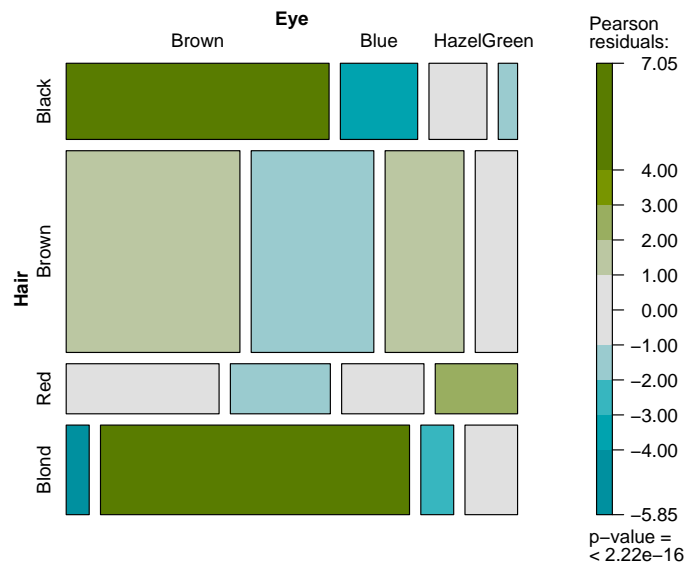 Eye
Brown Blue HazelGreen
Hair
Black
Brown
Red
Blond
Pearson
residuals:
7.05
4.00
3.00
2.00
1.00
0.00
−1.00
−2.00
−3.00
−4.00
−5.85
p−value =
< 2.22e−16